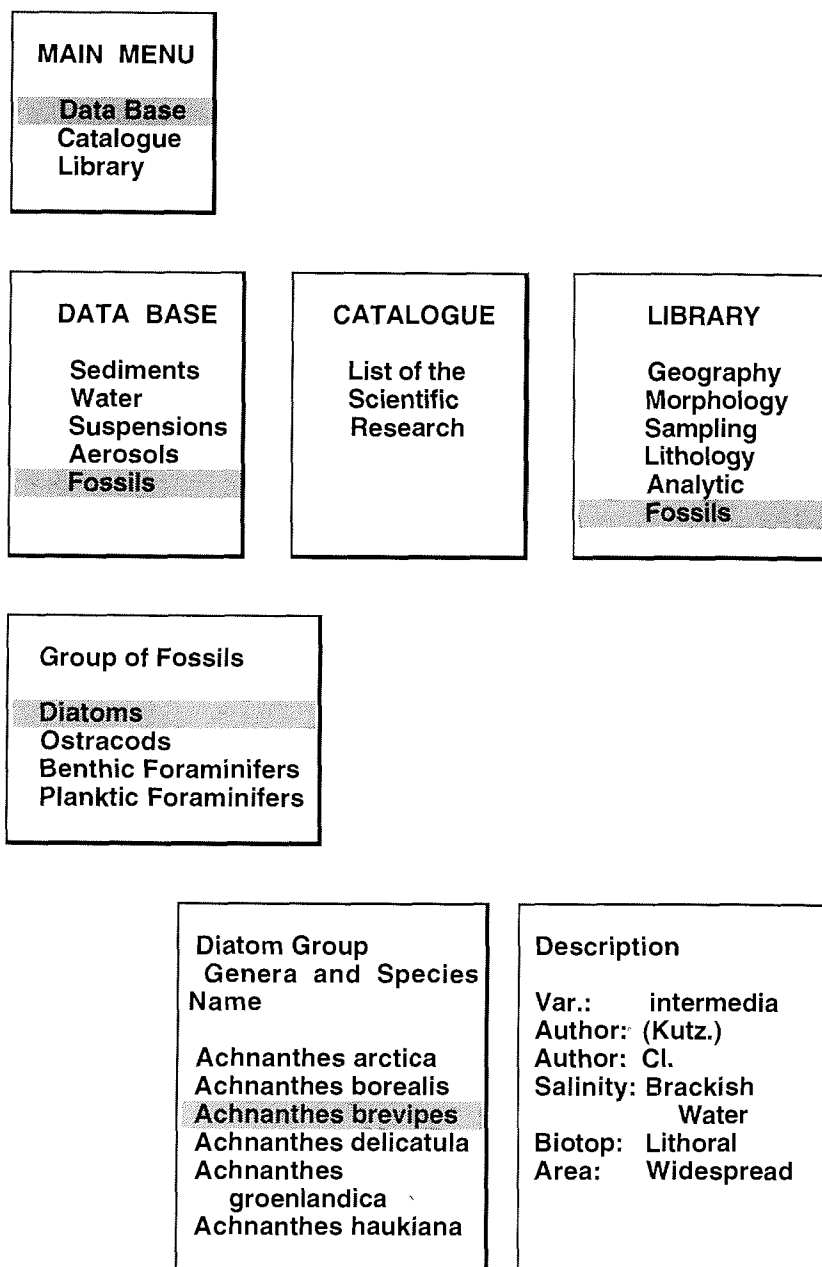 MAIN MENU
Data Base
Catalogue
Library
DATA BASE
Sediments
Water
Suspensions
Aerosols
Fossils
CATALOGUE
List of the
Scientific
Research
LIBRARY
Geography
Morphology
Sampling
Lithology
Analytic
Fossils
Group of Fossils
Diatoms
Ostracods
Benthic Foraminifers
Planktic Foraminifers
Diatom Group
Genera and Species
Name
Achnanthes arctica
Achnanthes borealis
Achnanthes brevipes
Achnanthes delicatula
Achnanthes
groenlandica
Achnanthes haukiana
Description
Var.: intermedia
Author: (Kutz.)
Author: Cl.
Salinity: Brackish
Water
Biotop: Lithoral
Area: Widespread